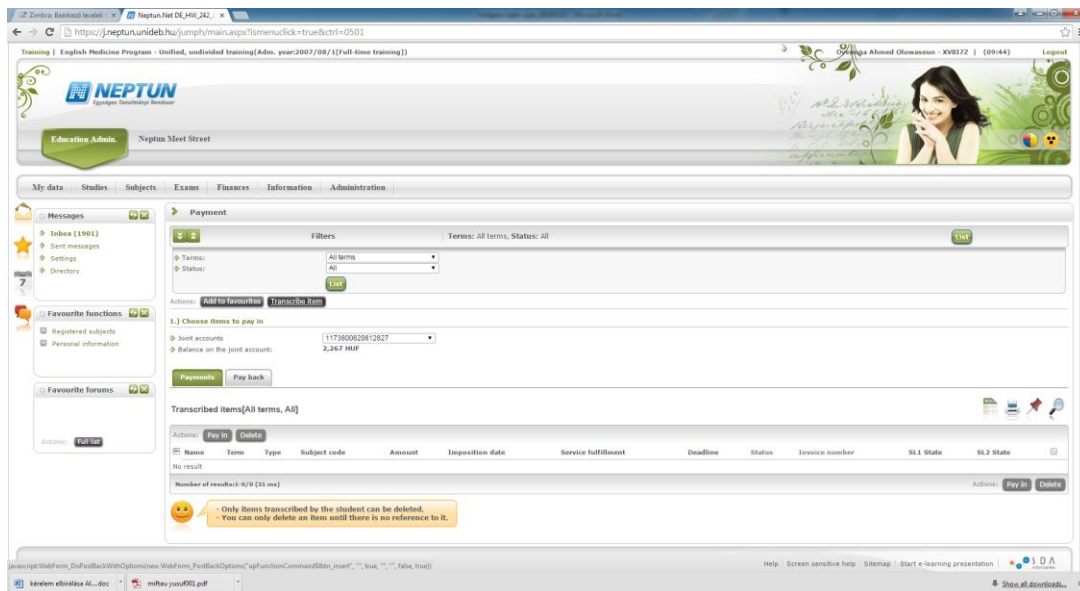 Zimbra: Beérkező levelek
Neptun.Net DE_HW_242_
https://j.neptun.unideb.hu/jumph/main.aspx?ismenuclick=true&ctrl=0501
Training | English Medicine Program - Unified, undivided training(Adm. year:2007/08/1[Full-time training])
Ahmed Oluwaseun - XV8I7Z | (09:44) Logout
NEPTUN
Egységes Tanulmányi Rendszer
Education Admin. Neptun Meet Street
My data Studies Subjects Exams Finances Information Administration
Messages
Inbox (1901)
Sent messages
Settings
Directory
7
Favourite functions
Registered subjects
Personal information
Favourite forums
Actions: Full list
Payment
Filters Terms: All terms, Status: All List
Terms: All terms
Status: All
List
Actions: Add to favourites Transcribe item
1.) Choose items to pay in
Joint accounts 1173800620812827
Balance on the joint account: 2,267 HUF
Payments Pay back
Transcribed items[All terms, All]
Actions: Pay in Delete
Name Term Type Subject code Amount Imposition date Service fulfillment Deadline Status Invoice number SL1 State SL2 State
No result
Number of results:1-0/0 (31 ms) Actions: Pay in Delete
- Only items transcribed by the student can be deleted.
- You can only delete an item until there is no reference to it.
javascript:WebForm_DoPostBackWithOptions(new WebForm_PostBackOptions("upFunctionCommand$btn_insert", "", true, "", "", false, true))
Help Screen sensitive help Sitemap Start e-learning presentation | SDA
kérelem elbírálása Al....doc miftau yusuf001.pdf Show all downloads...